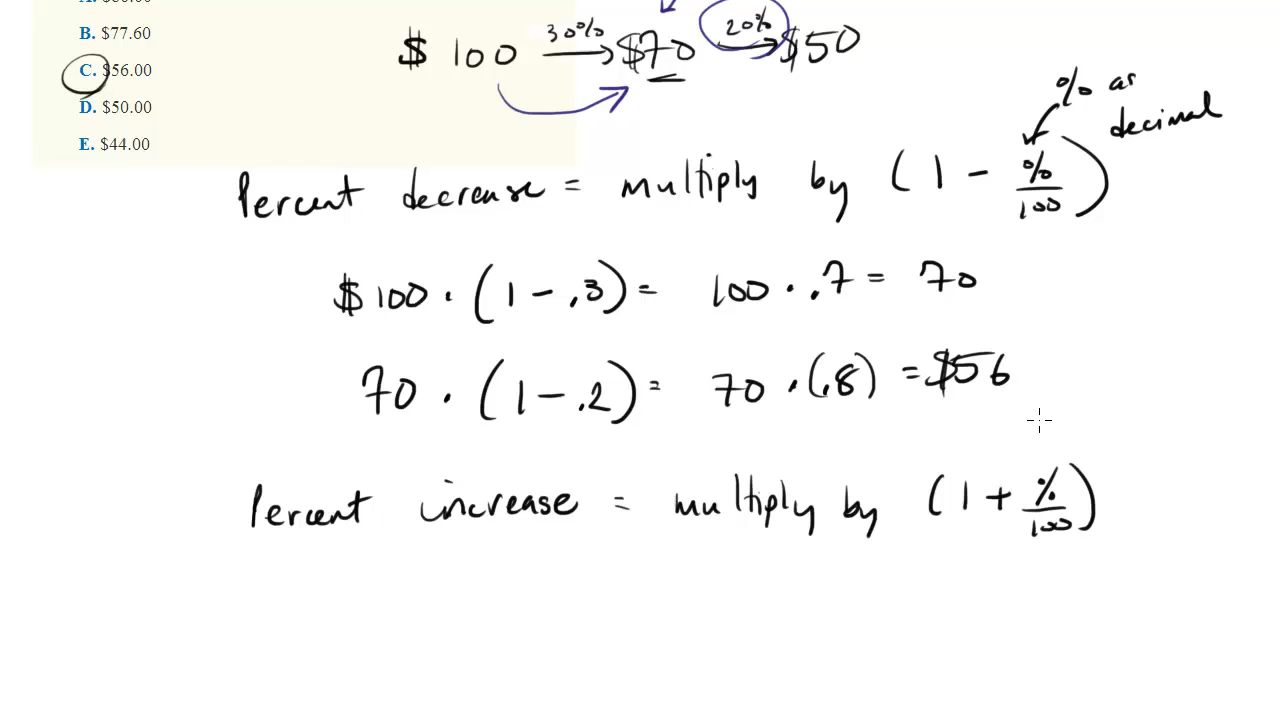 B. $77.60
C. $56.00
D. $50.00
E. $44.00
$ 100 30% $70 20% $50
% as decimal
Percent decrease = multiply by (1 - %/100)
$100 · (1 - .3) = 100 · .7 = 70
70 · (1 - .2) = 70 · (.8) = $56
Percent increase = multiply by (1 + %/100)